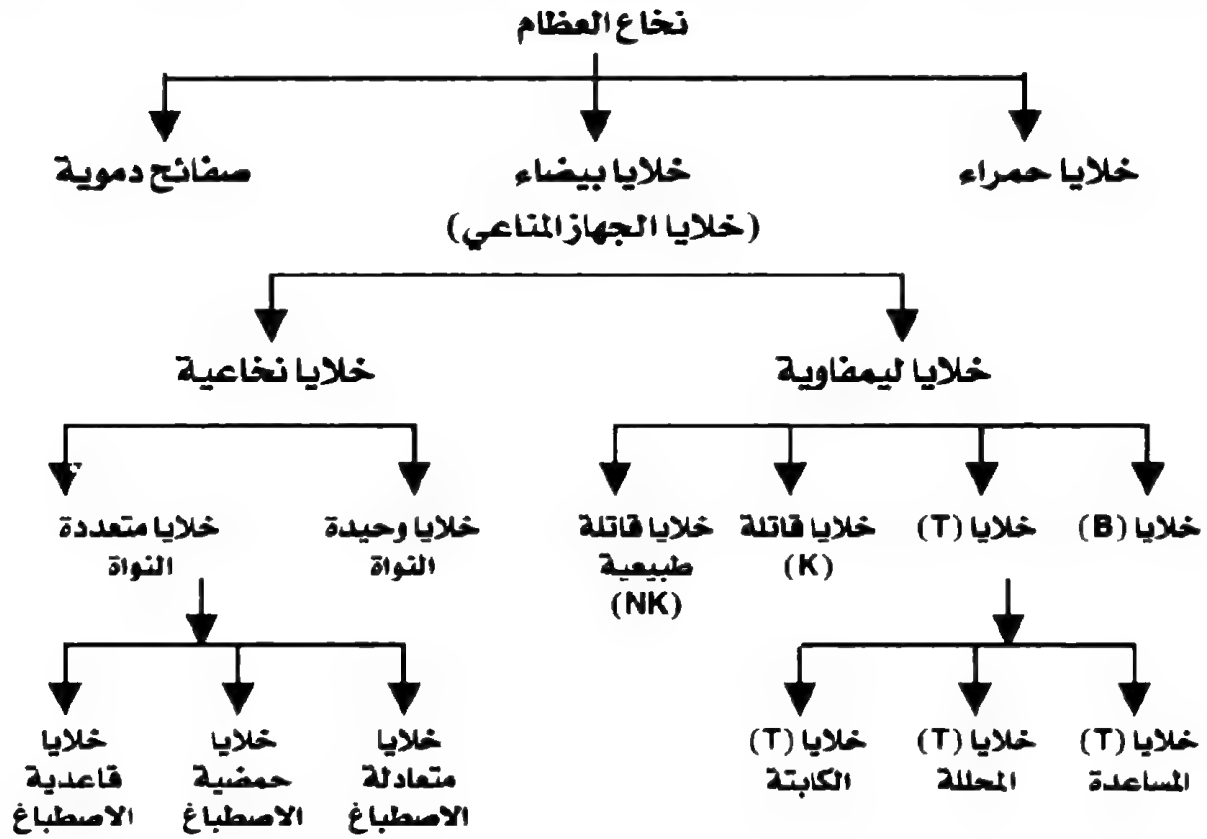 نخاع العظام
خلايا حمراء
خلايا بيضاء
(خلايا الجهاز المناعي)
صفائح دموية
خلايا ليمفاوية
خلايا نخاعية
خلايا (B)
خلايا (T)
خلايا قاتلة
(K)
خلايا قاتلة
طبيعية
(NK)
خلايا وحيدة
النواة
خلايا متعددة
النواة
خلايا (T)
المساعدة
خلايا (T)
المحللة
خلايا (T)
الكابتة
خلايا
متعادلة
الاصطباغ
خلايا
حمضية
الاصطباغ
خلايا
قاعدية
الاصطباغ